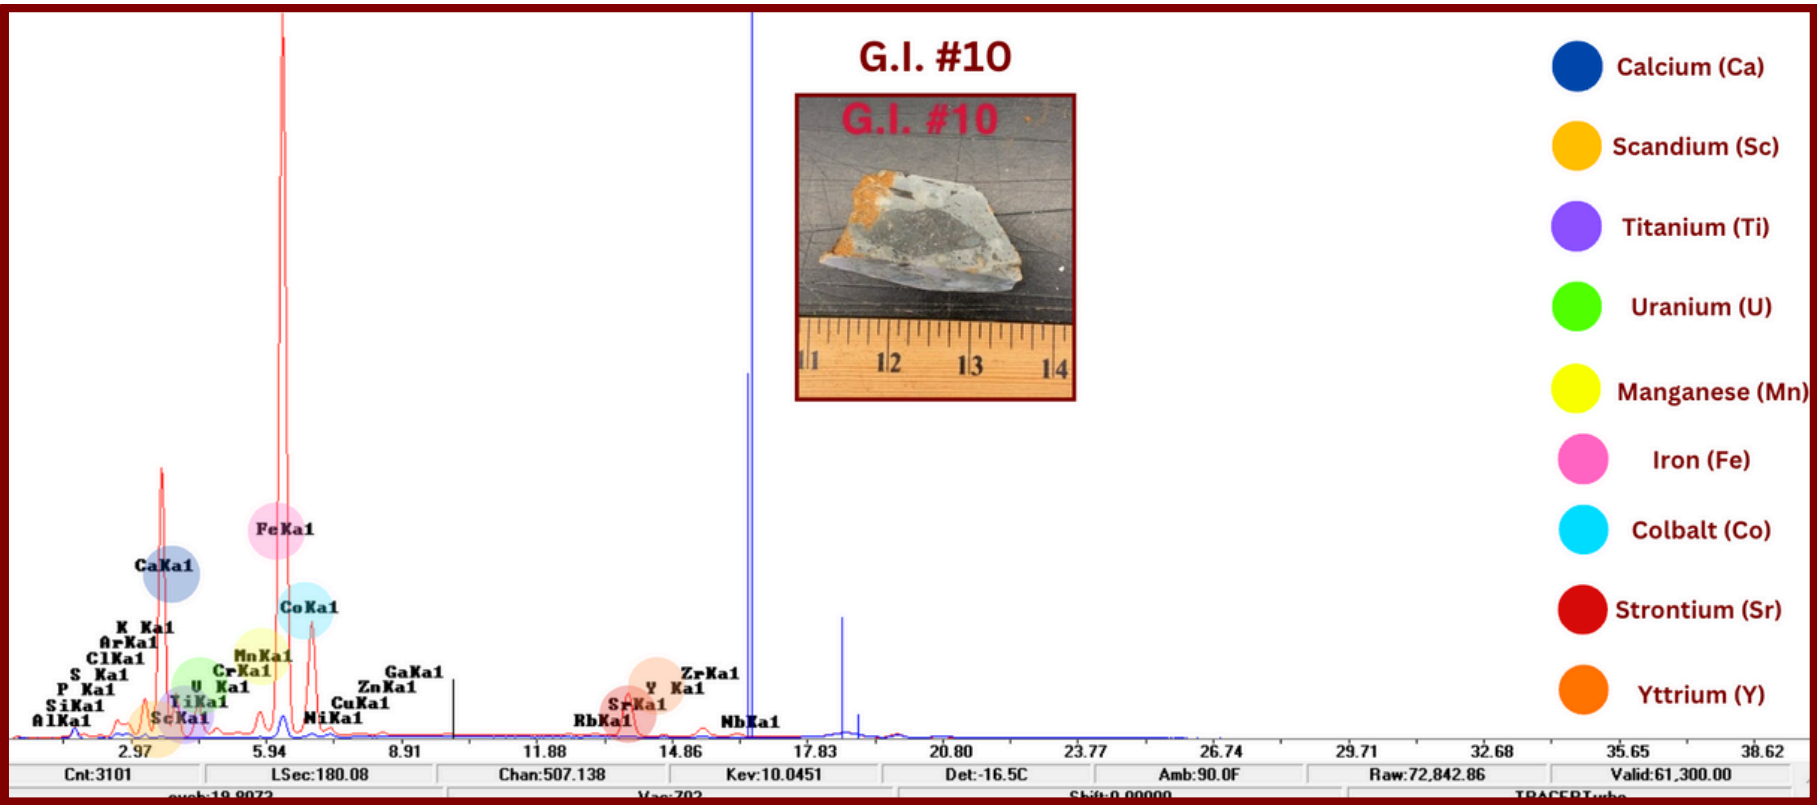 G.I. #10
G.I. #10
11 12 13 14
Calcium (Ca)
Scandium (Sc)
Titanium (Ti)
Uranium (U)
Manganese (Mn)
Iron (Fe)
Colbalt (Co)
Strontium (Sr)
Yttrium (Y)
FeKa1
CaKa1
CoKa1
K Ka1
ArKa1
ClKa1
S Ka1
P Ka1
SiKa1
AlKa1
MnKa1
CrKa1
U Ka1
TiKa1
ScKa1
GaKa1
ZnKa1
CuKa1
NiKa1
ZrKa1
Y Ka1
SrKa1
RbKa1
NbKa1
2.97 5.94 8.91 11.88 14.86 17.83 20.80 23.77 26.74 29.71 32.68 35.65 38.62
Cnt:3101 LSec:180.08 Chan:507.138 Kev:10.0451 Det:-16.5C Amb:90.0F Raw:72,842.86 Valid:61,300.00